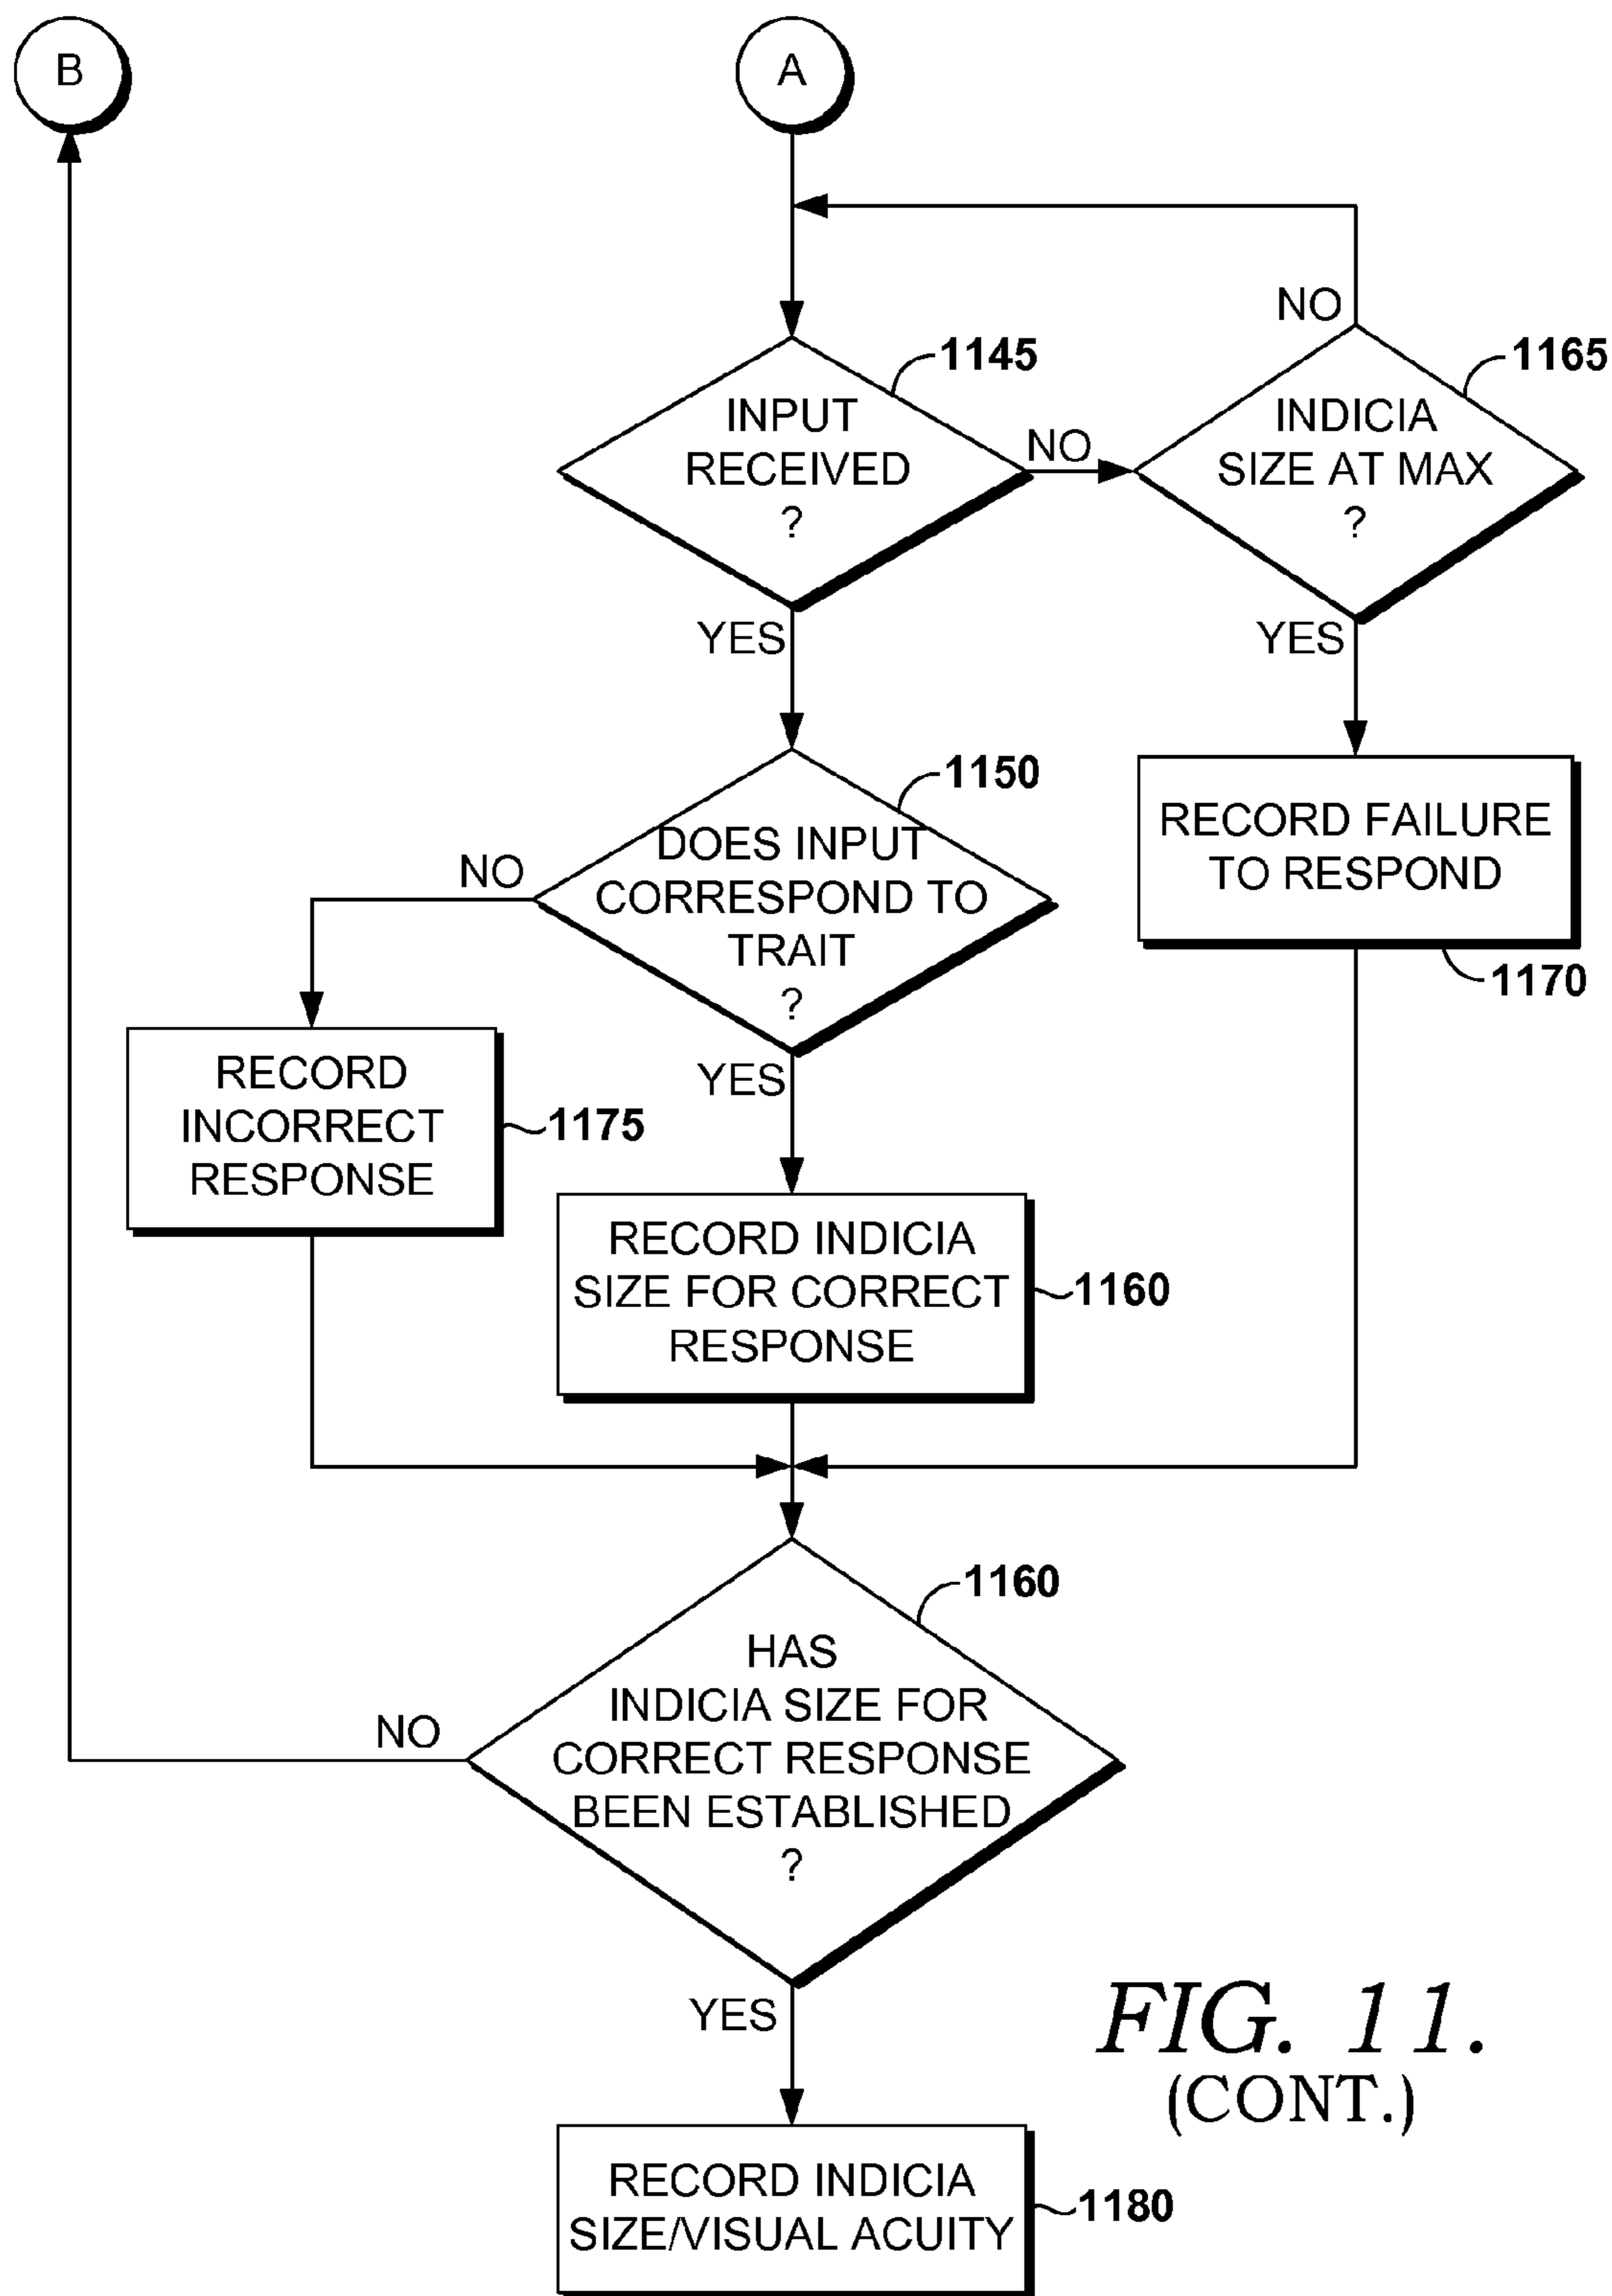 B
A
NO
1145
1165
INPUT
RECEIVED
?
NO
INDICIA
SIZE AT MAX
?
YES
YES
1150
DOES INPUT
CORRESPOND TO
TRAIT
?
NO
RECORD FAILURE
TO RESPOND
1170
RECORD
INCORRECT
RESPONSE
1175
YES
RECORD INDICIA
SIZE FOR CORRECT
RESPONSE
1160
1160
HAS
INDICIA SIZE FOR
CORRECT RESPONSE
BEEN ESTABLISHED
?
NO
YES
RECORD INDICIA
SIZE/VISUAL ACUITY
1180
FIG. 11.
(CONT.)